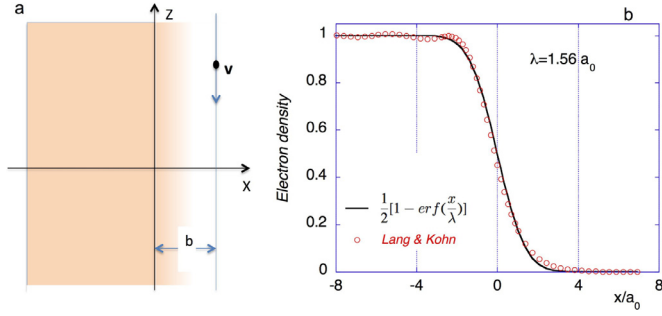 a
Z
v
X
b
b
Electron density
1
0.8
0.6
0.4
0.2
0
λ=1.56 a₀
1/2[1 − erf(x/λ)]
Lang & Kohn
-8 -4 0 4 8
x/a₀